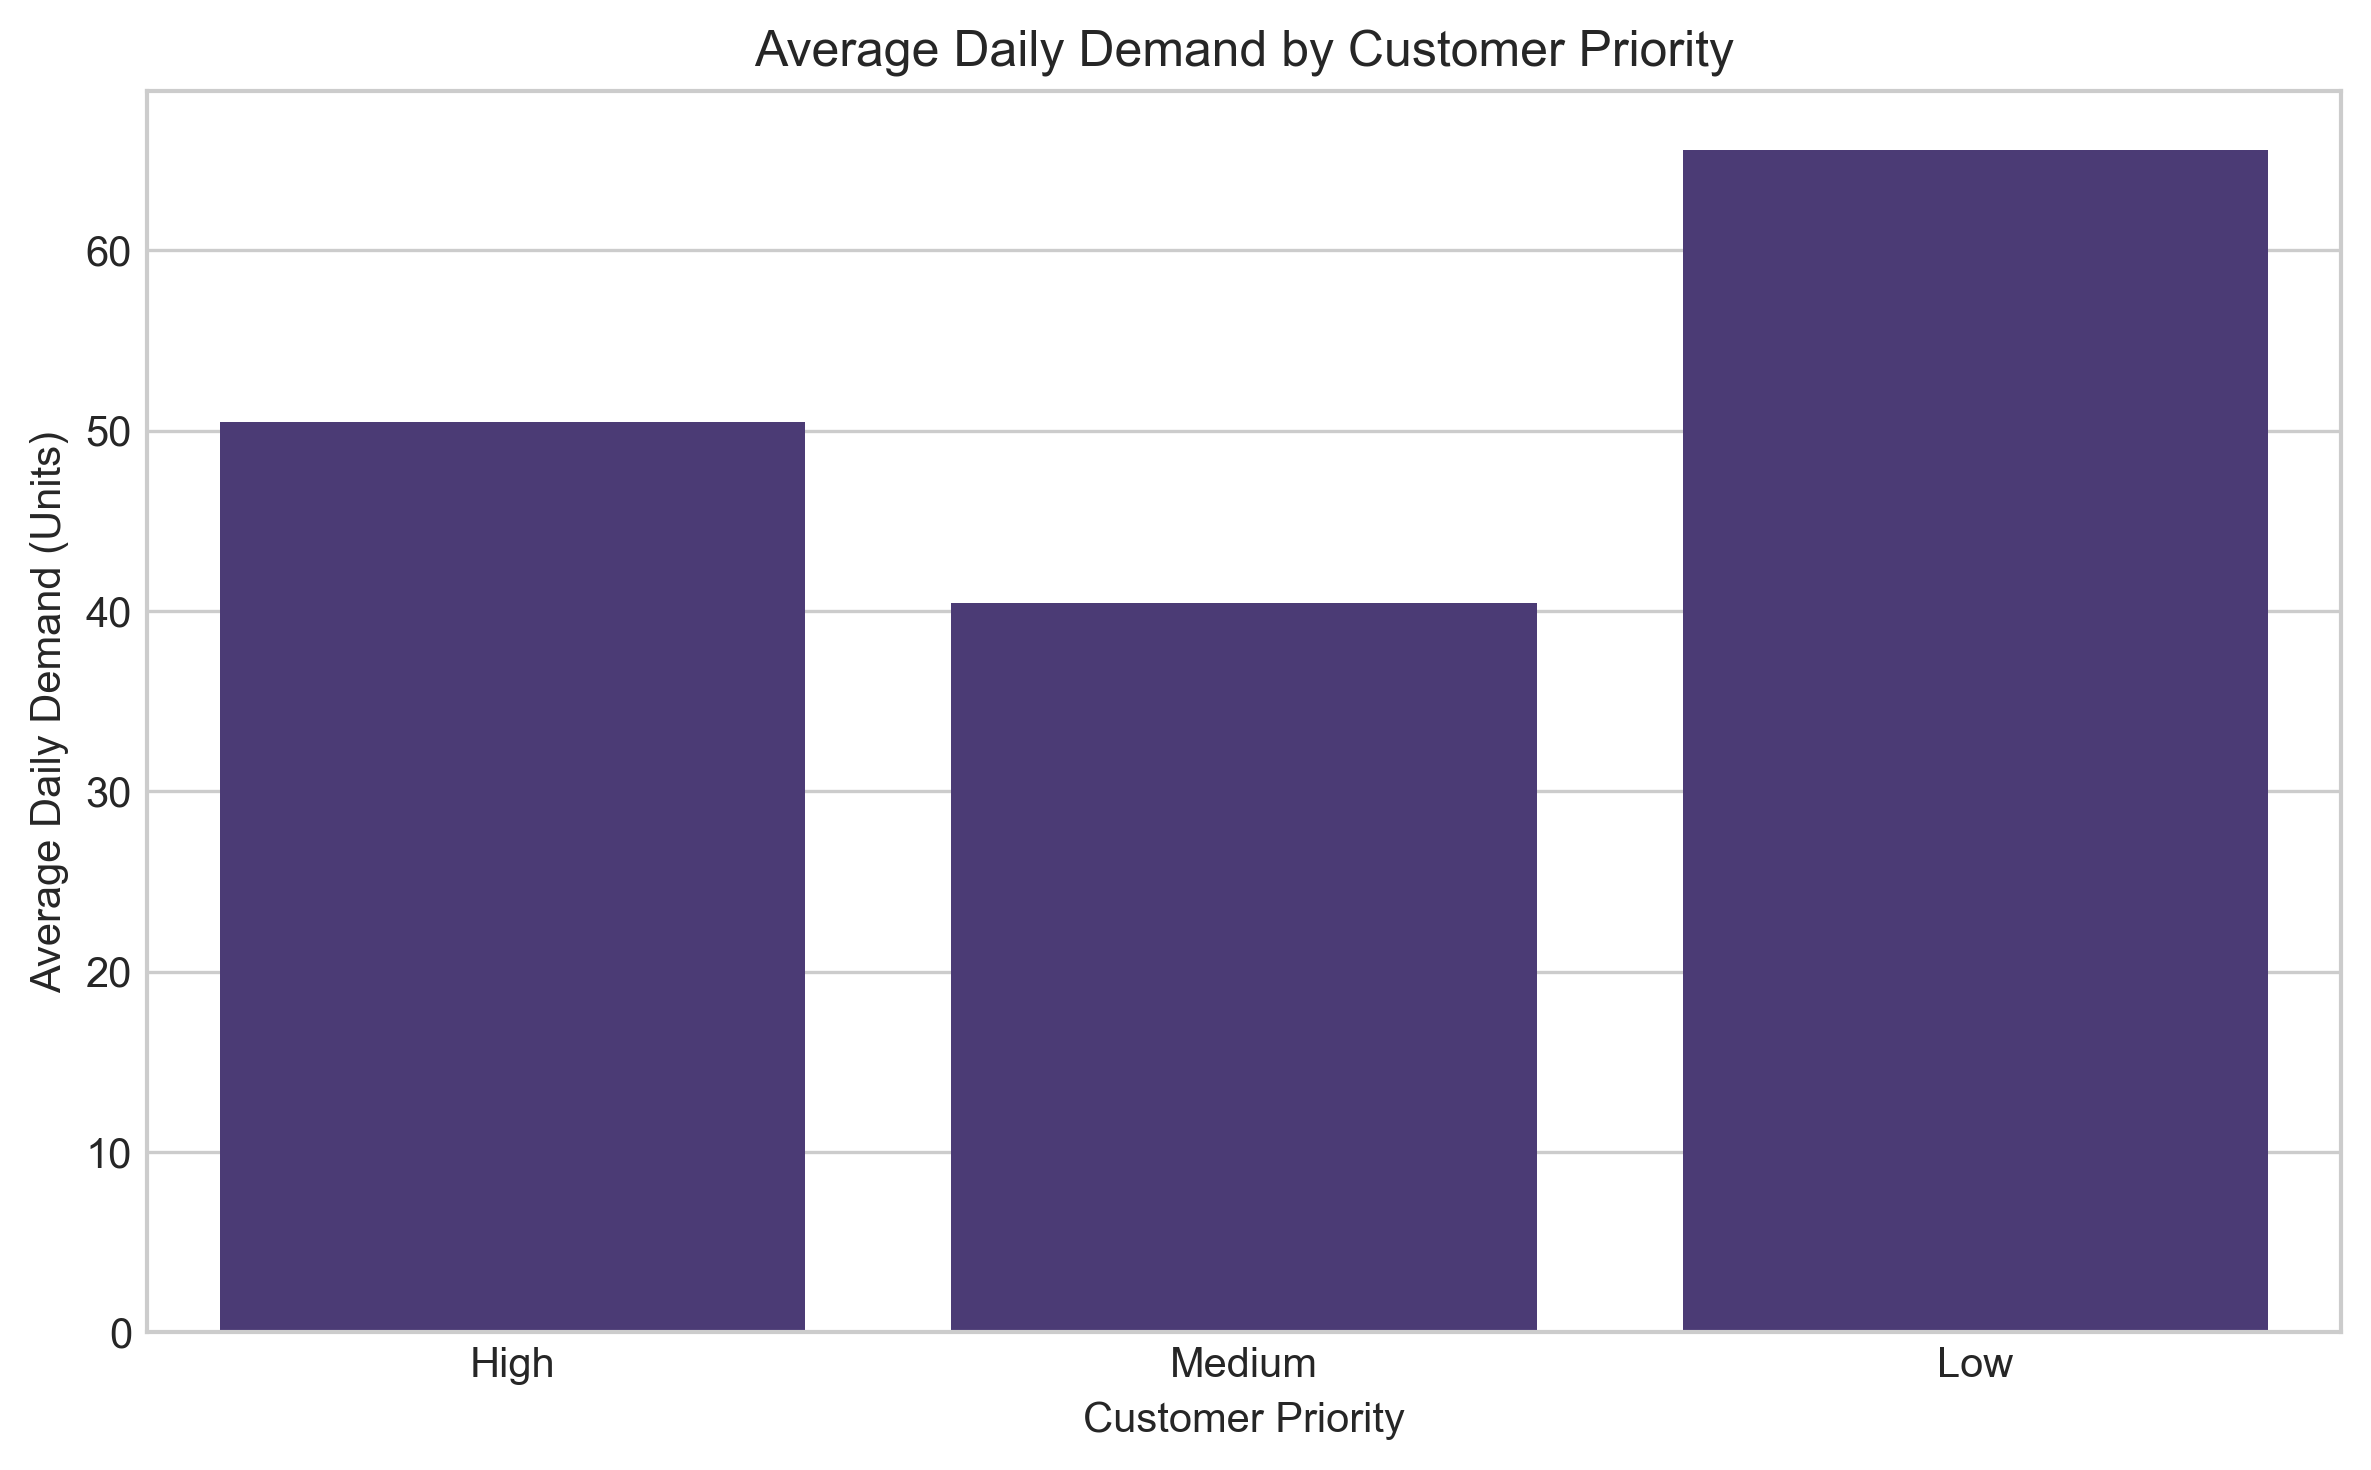 Average Daily Demand by Customer Priority
Average Daily Demand (Units)
60
50
40
30
20
10
0
High
Medium
Low
Customer Priority